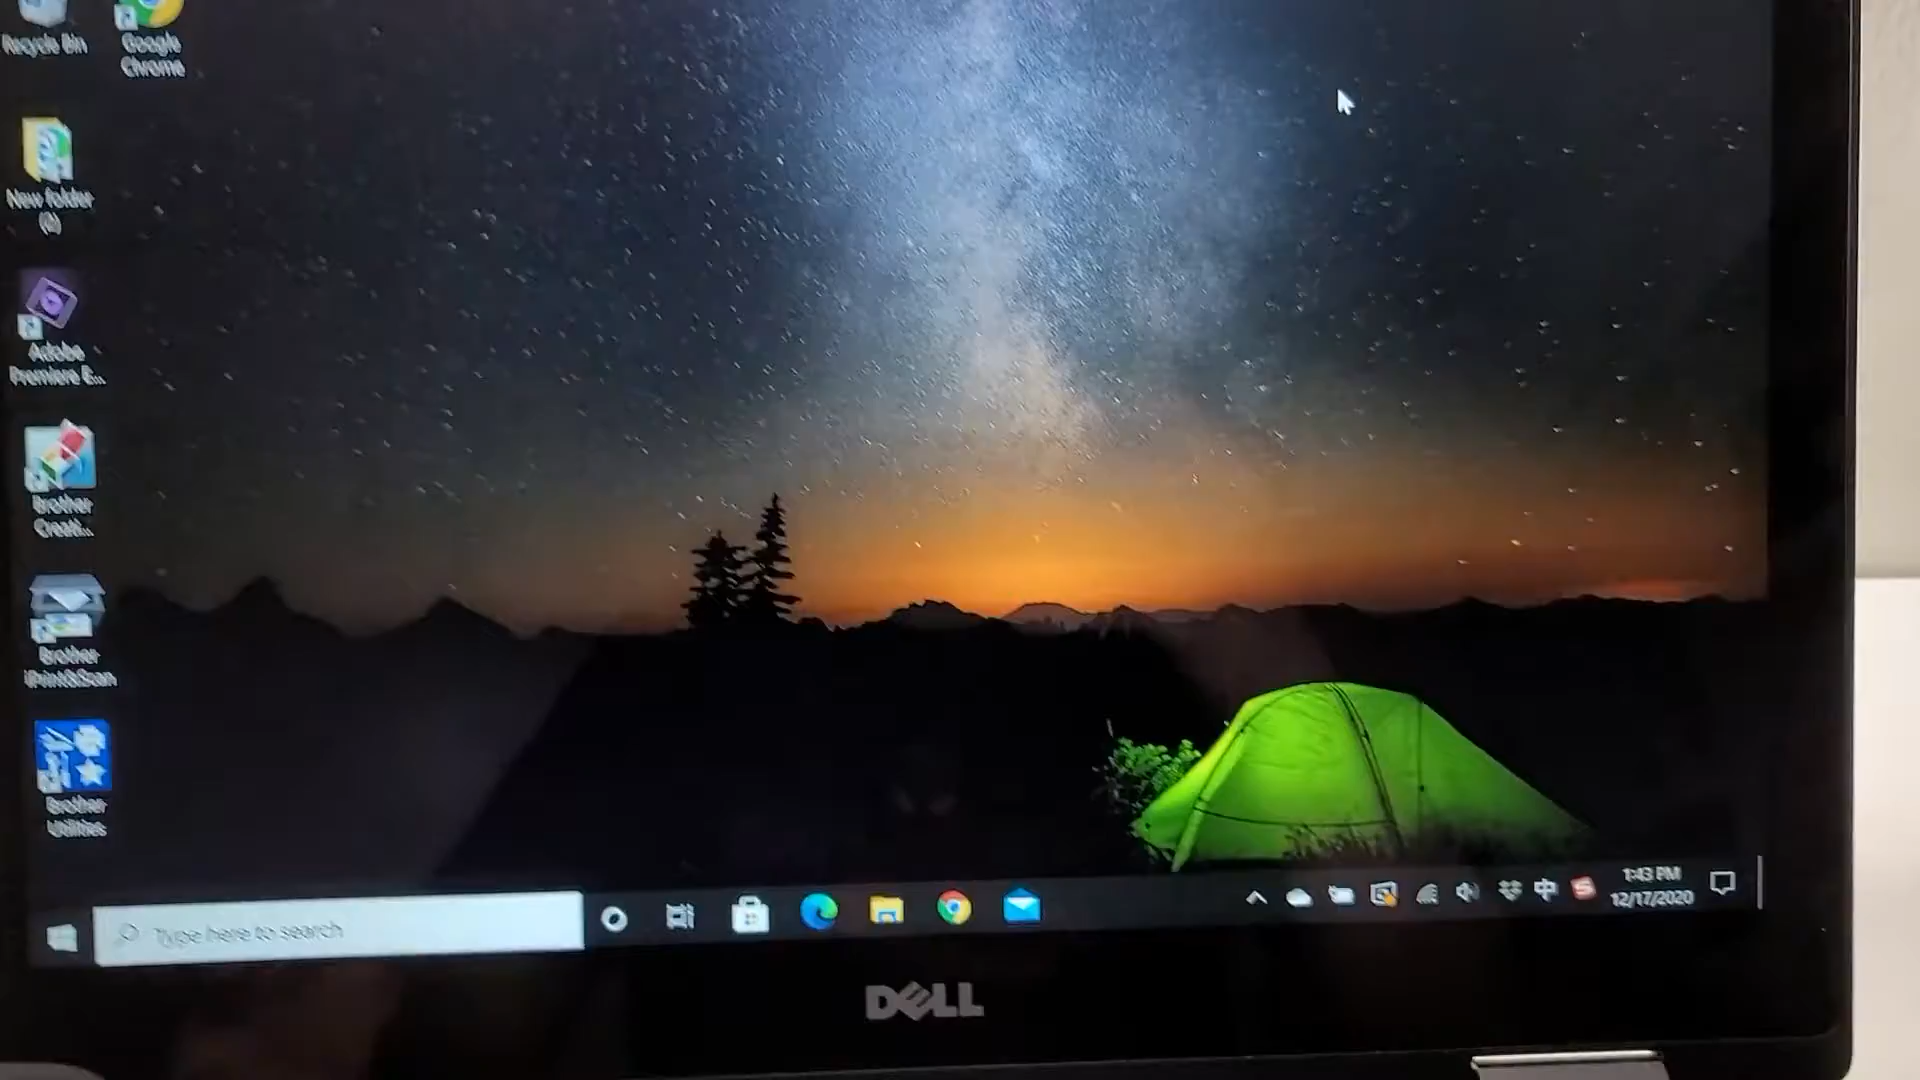 Recycle Bin
Google
Chrome
New folder
Adobe
Premiere E...
Brother
Creati...
Brother
iPrint&Scan
Brother
Utilities
Type here to search
中
S
1:43 PM
12/17/2020
DELL